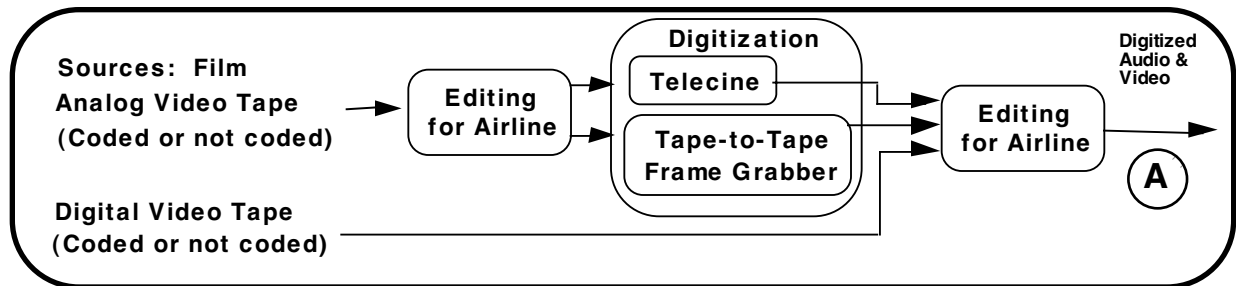 Sources: Film
Analog Video Tape
(Coded or not coded)
Digital Video Tape
(Coded or not coded)
Editing
for Airline
Digitization
Telecine
Tape-to-Tape
Frame Grabber
Editing
for Airline
Digitized
Audio &
Video
A